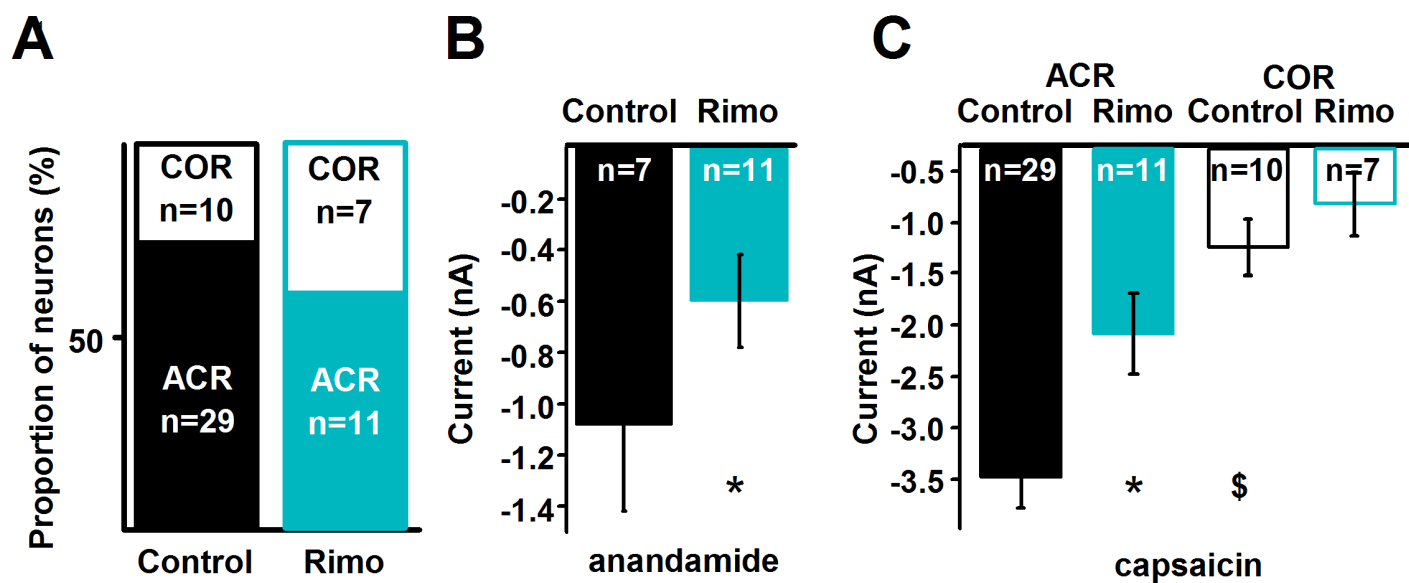 A
Proportion of neurons (%)
50
COR
n=10
ACR
n=29
COR
n=7
ACR
n=11
Control Rimo
B
Control Rimo
n=7 n=11
Current (nA)
-0.2
-0.4
-0.6
-0.8
-1.0
-1.2
-1.4
*
anandamide
C
ACR COR
Control Rimo Control Rimo
n=29 n=11 n=10 n=7
Current (nA)
-0.5
-1.0
-1.5
-2.0
-2.5
-3.0
-3.5
* $
capsaicin